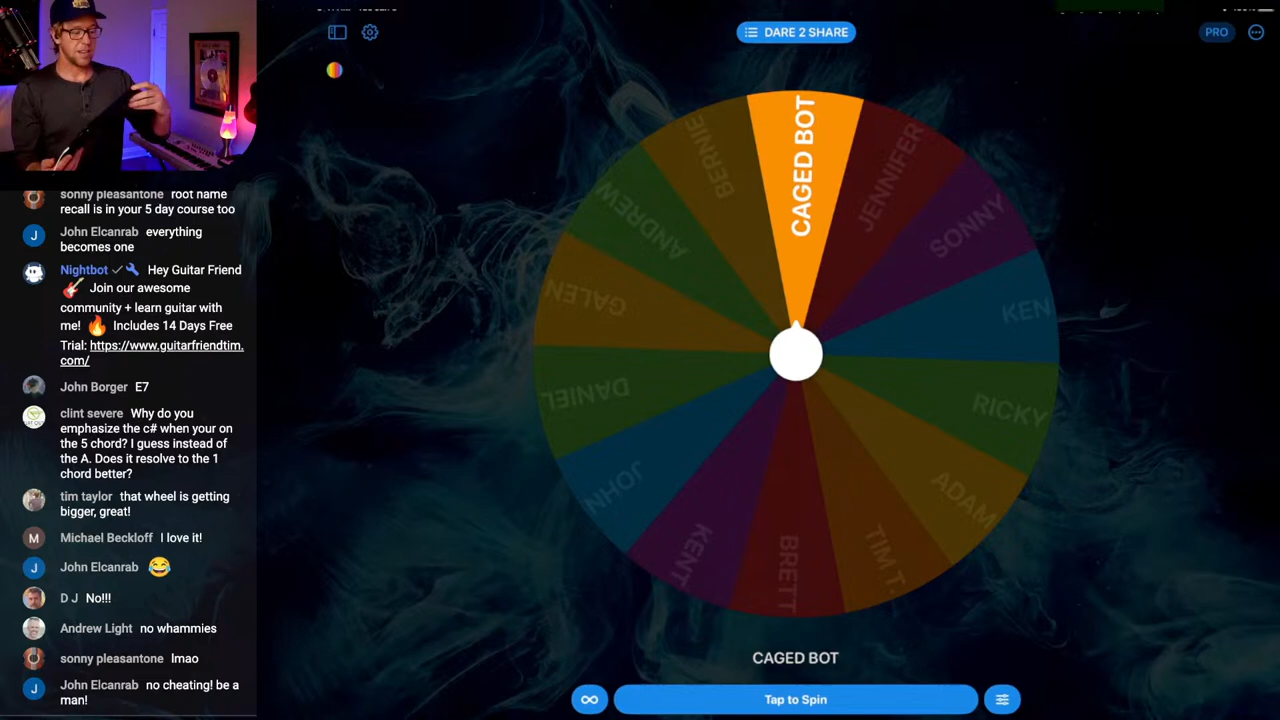 DARE 2 SHARE
PRO
sonny pleasantone root name
recall is in your 5 day course too
John Elcanrab everything
becomes one
Nightbot Hey Guitar Friend
🎸 Join our awesome
community + learn guitar with
me! 🔥 Includes 14 Days Free
Trial: https://www.guitarfriendtim.
com/
John Borger E7
clint severe Why do you
emphasize the c# when your on
the 5 chord? I guess instead of
the A. Does it resolve to the 1
chord better?
tim taylor that wheel is getting
bigger, great!
Michael Beckloff I love it!
John Elcanrab 😂
D J No!!!
Andrew Light no whammies
sonny pleasantone lmao
John Elcanrab no cheating! be a
man!
J
J
M
J
J
CAGED BOT
JENNIFER
SONNY
KEN
RICKY
ADAM
TIM T.
BRETT
KENT
JOHN
DANIEL
GALEN
ANDREW
BERNIE
CAGED BOT
Tap to Spin